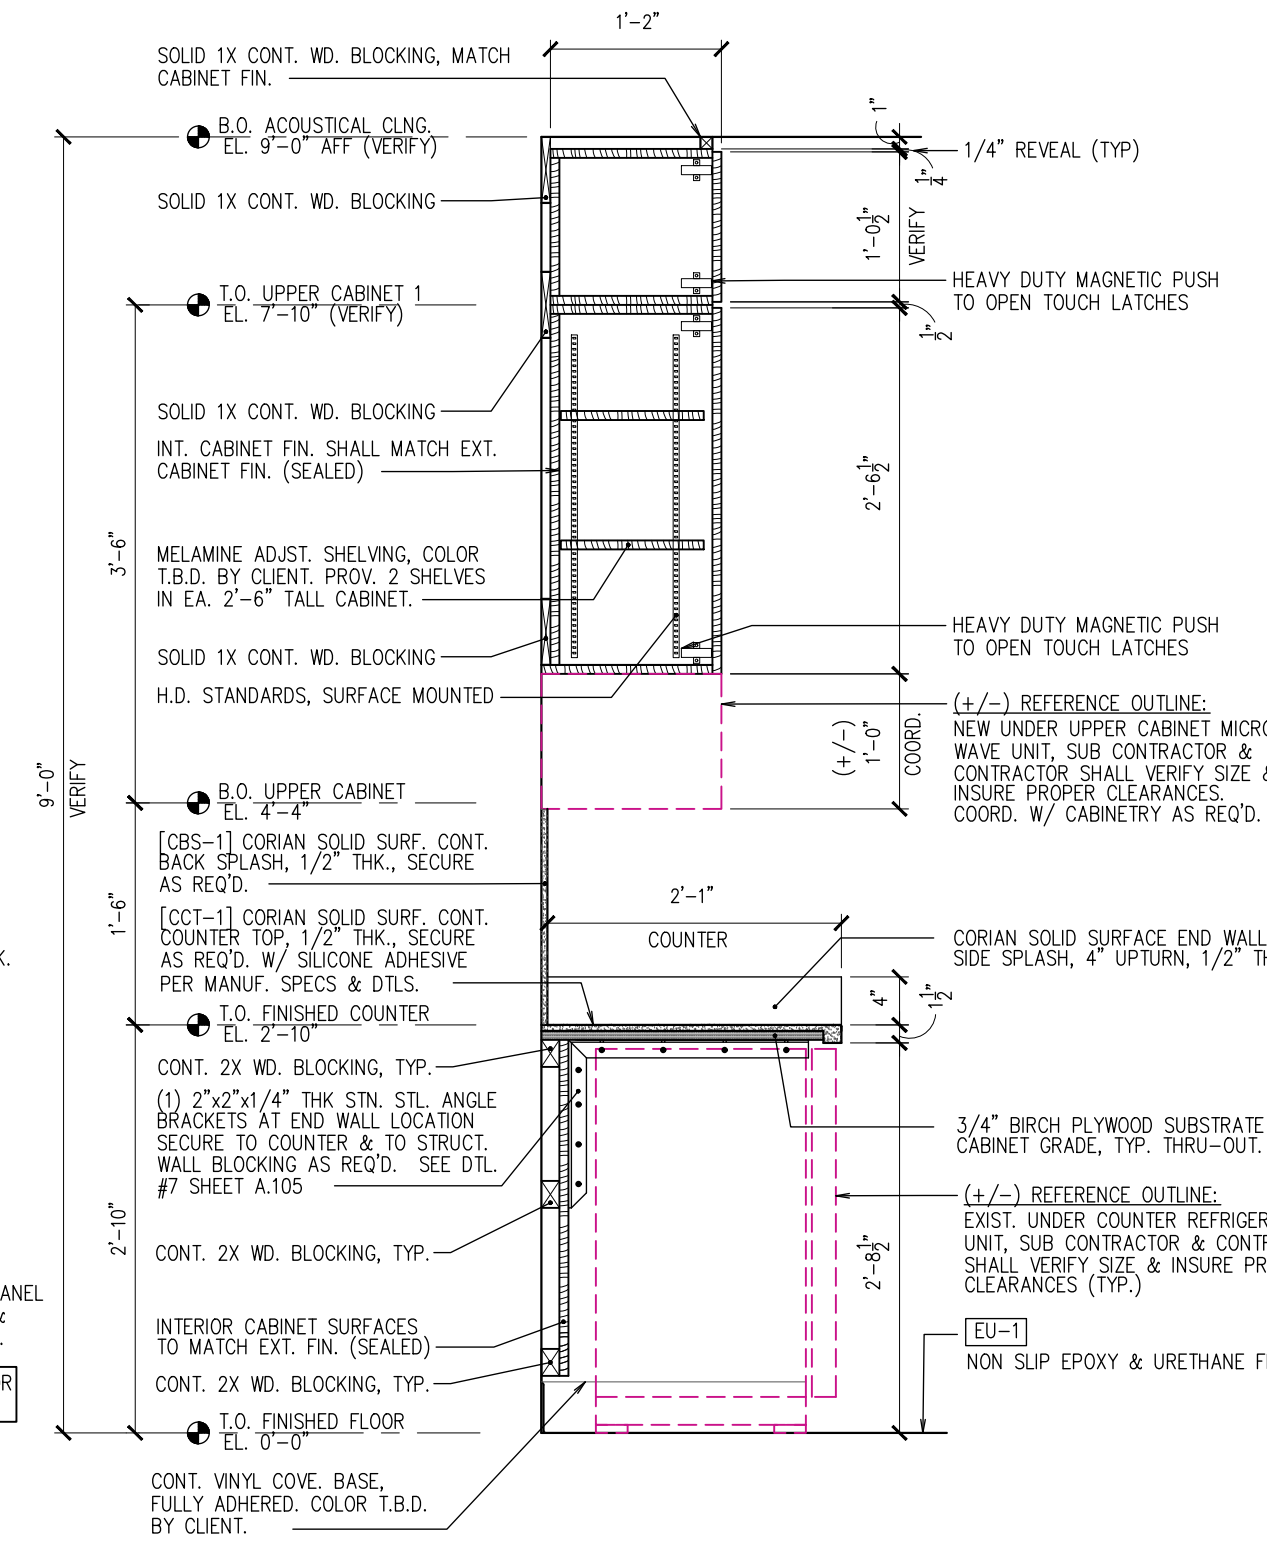 1'-2"
SOLID 1X CONT. WD. BLOCKING, MATCH
CABINET FIN.
B.O. ACOUSTICAL CLNG.
EL. 9'-0" AFF (VERIFY)
SOLID 1X CONT. WD. BLOCKING
T.O. UPPER CABINET 1
EL. 7'-10" (VERIFY)
SOLID 1X CONT. WD. BLOCKING
INT. CABINET FIN. SHALL MATCH EXT.
CABINET FIN. (SEALED)
MELAMINE ADJST. SHELVING, COLOR
T.B.D. BY CLIENT. PROV. 2 SHELVES
IN EA. 2'-6" TALL CABINET.
SOLID 1X CONT. WD. BLOCKING
H.D. STANDARDS, SURFACE MOUNTED
B.O. UPPER CABINET
EL. 4'-4"
[CBS-1] CORIAN SOLID SURF. CONT.
BACK SPLASH, 1/2" THK., SECURE
AS REQ'D.
[CCT-1] CORIAN SOLID SURF. CONT.
COUNTER TOP, 1/2" THK., SECURE
AS REQ'D. W/ SILICONE ADHESIVE
PER MANUF. SPECS & DTLS.
T.O. FINISHED COUNTER
EL. 2'-10"
CONT. 2X WD. BLOCKING, TYP.
(1) 2"x2"x1/4" THK STN. STL. ANGLE
BRACKETS AT END WALL LOCATION
SECURE TO COUNTER & TO STRUCT.
WALL BLOCKING AS REQ'D. SEE DTL.
#7 SHEET A.105
CONT. 2X WD. BLOCKING, TYP.
INTERIOR CABINET SURFACES
TO MATCH EXT. FIN. (SEALED)
CONT. 2X WD. BLOCKING, TYP.
T.O. FINISHED FLOOR
EL. 0'-0"
CONT. VINYL COVE. BASE,
FULLY ADHERED. COLOR T.B.D.
BY CLIENT.
9'-0"
VERIFY
3'-6"
1'-6"
2'-10"
K.
ANEL
&
.
OR
2'-1"
COUNTER
1"
1/4" REVEAL (TYP)
1/4"
1'-0 1/2"
VERIFY
HEAVY DUTY MAGNETIC PUSH
TO OPEN TOUCH LATCHES
1/2"
2'-6 1/2"
HEAVY DUTY MAGNETIC PUSH
TO OPEN TOUCH LATCHES
(+/-)
1'-0"
COORD.
(+/-) REFERENCE OUTLINE:
NEW UNDER UPPER CABINET MICRO
WAVE UNIT, SUB CONTRACTOR &
CONTRACTOR SHALL VERIFY SIZE &
INSURE PROPER CLEARANCES.
COORD. W/ CABINETRY AS REQ'D.
CORIAN SOLID SURFACE END WALL
SIDE SPLASH, 4" UPTURN, 1/2" TH
4"
1 1/2"
3/4" BIRCH PLYWOOD SUBSTRATE
CABINET GRADE, TYP. THRU-OUT.
(+/-) REFERENCE OUTLINE:
EXIST. UNDER COUNTER REFRIGER
UNIT, SUB CONTRACTOR & CONTR
SHALL VERIFY SIZE & INSURE PR
CLEARANCES (TYP.)
2'-8 1/2"
EU-1
NON SLIP EPOXY & URETHANE F